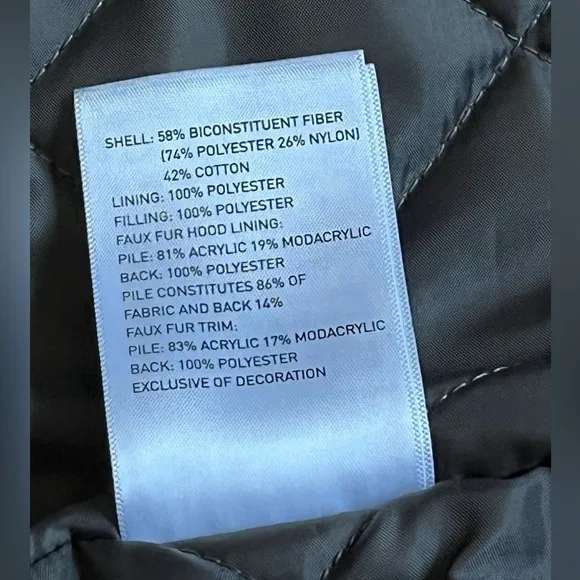 SHELL: 58% BICONSTITUENT FIBER
(74% POLYESTER 26% NYLON)
42% COTTON
LINING: 100% POLYESTER
FILLING: 100% POLYESTER
FAUX FUR HOOD LINING:
PILE: 81% ACRYLIC 19% MODACRYLIC
BACK: 100% POLYESTER
PILE CONSTITUTES 86% OF
FABRIC AND BACK 14%
FAUX FUR TRIM:
PILE: 83% ACRYLIC 17% MODACRYLIC
BACK: 100% POLYESTER
EXCLUSIVE OF DECORATION